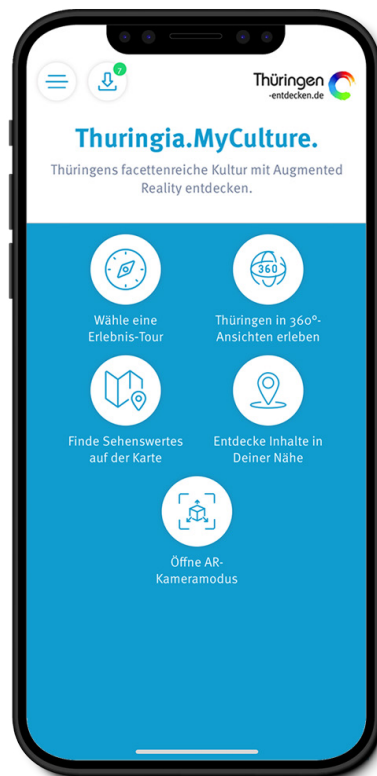 7
Thüringen
-entdecken.de
Thuringia.MyCulture.
Thüringens facettenreiche Kultur mit Augmented
Reality entdecken.
360
Wähle eine
Erlebnis-Tour
Thüringen in 360°-
Ansichten erleben
Finde Sehenswertes
auf der Karte
Entdecke Inhalte in
Deiner Nähe
Öffne AR-
Kameramodus